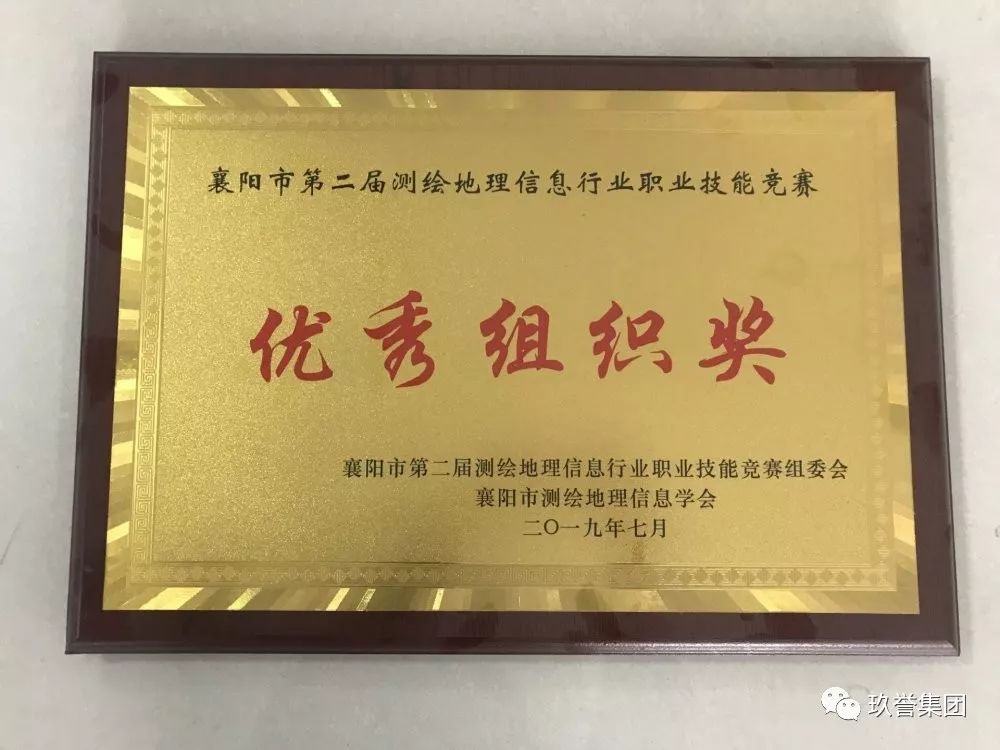 襄阳市第二届测绘地理信息行业职业技能竞赛
优秀组织奖
襄阳市第二届测绘地理信息行业职业技能竞赛组委会
襄阳市测绘地理信息学会
二〇一九年七月
玖誉集团